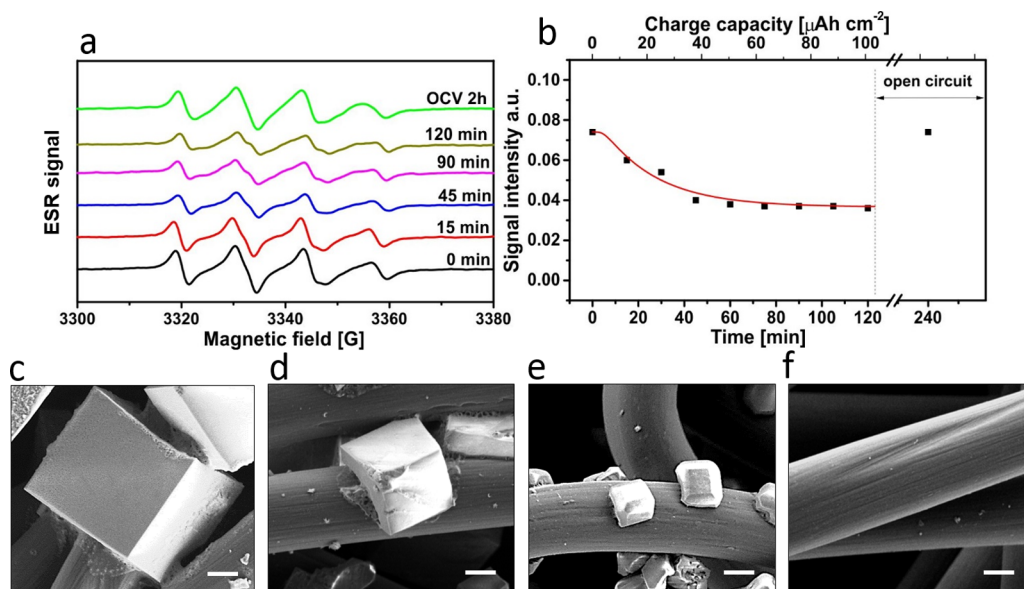 a
ESR signal
OCV 2h
120 min
90 min
45 min
15 min
0 min
3300 3320 3340 3360 3380
Magnetic field [G]
b
Charge capacity [µAh cm⁻²]
0 20 40 60 80 100
Signal intensity a.u.
0.10
0.08
0.06
0.04
0.02
0.00
open circuit
0 20 40 60 80 100 120 240
Time [min]
c
d
e
f